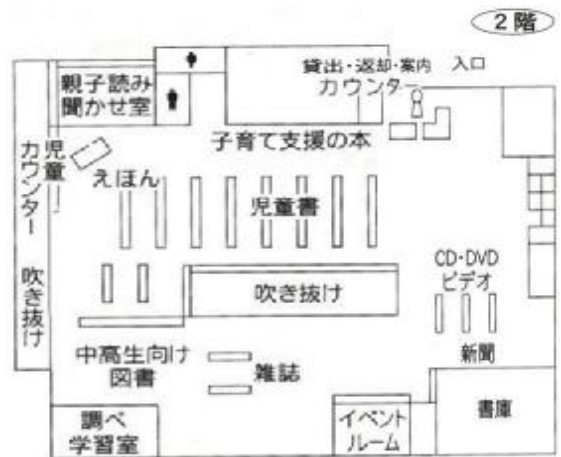 2階
貸出・返却・案内
カウンター
入口
親子読み
聞かせ室
子育て支援の本
児童
カウンター
えほん
児童書
吹き抜け
吹き抜け
CD・DVD
ビデオ
新聞
中高生向け
図書
雑誌
調べ
学習室
イベント
ルーム
書庫